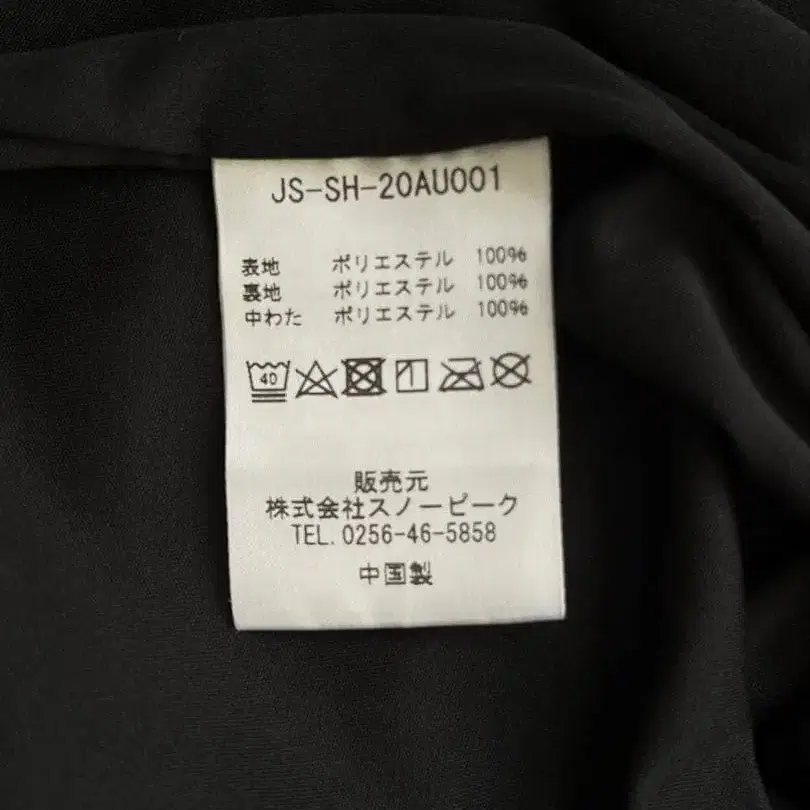 JS-SH-20AU001
表地 ポリエステル 100%
裏地 ポリエステル 100%
中わた ポリエステル 100%
40
販売元
株式会社スノーピーク
TEL. 0256-46-5858
中国製